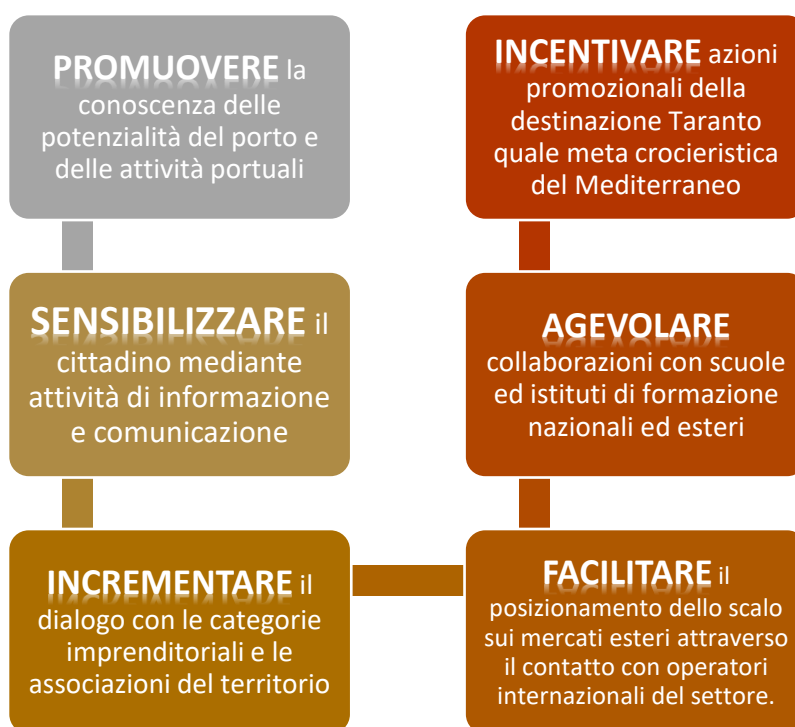 PROMUOVERE la
conoscenza delle
potenzialità del porto e
delle attività portuali
SENSIBILIZZARE il
cittadino mediante
attività di informazione
e comunicazione
INCREMENTARE il
dialogo con le categorie
imprenditoriali e le
associazioni del territorio
FACILITARE il
posizionamento dello scalo
sui mercati esteri attraverso
il contatto con operatori
internazionali del settore.
AGEVOLARE
collaborazioni con scuole
ed istituti di formazione
nazionali ed esteri
INCENTIVARE azioni
promozionali della
destinazione Taranto
quale meta crocieristica
del Mediterraneo